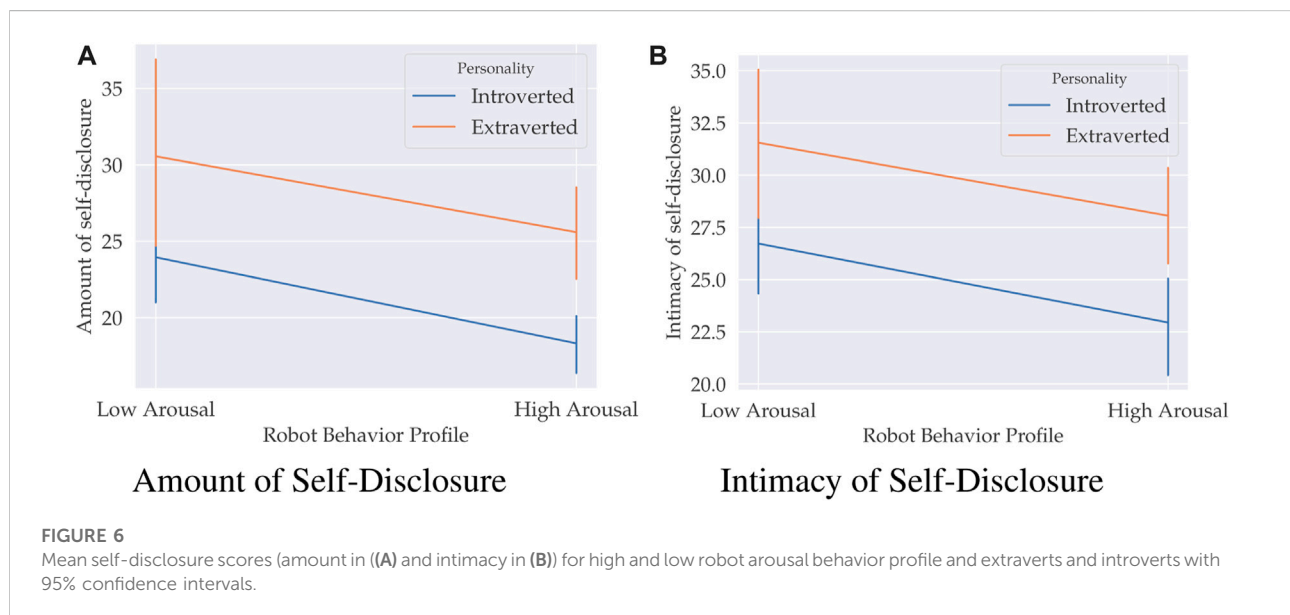 A
Amount of self-disclosure
35
30
25
20
Personality
Introverted
Extraverted
Low Arousal
High Arousal
Robot Behavior Profile
Amount of Self-Disclosure
B
Intimacy of self-disclosure
35.0
32.5
30.0
27.5
25.0
22.5
20.0
Personality
Introverted
Extraverted
Low Arousal
High Arousal
Robot Behavior Profile
Intimacy of Self-Disclosure
FIGURE 6
Mean self-disclosure scores (amount in ((A) and intimacy in (B)) for high and low robot arousal behavior profile and extraverts and introverts with
95% confidence intervals.